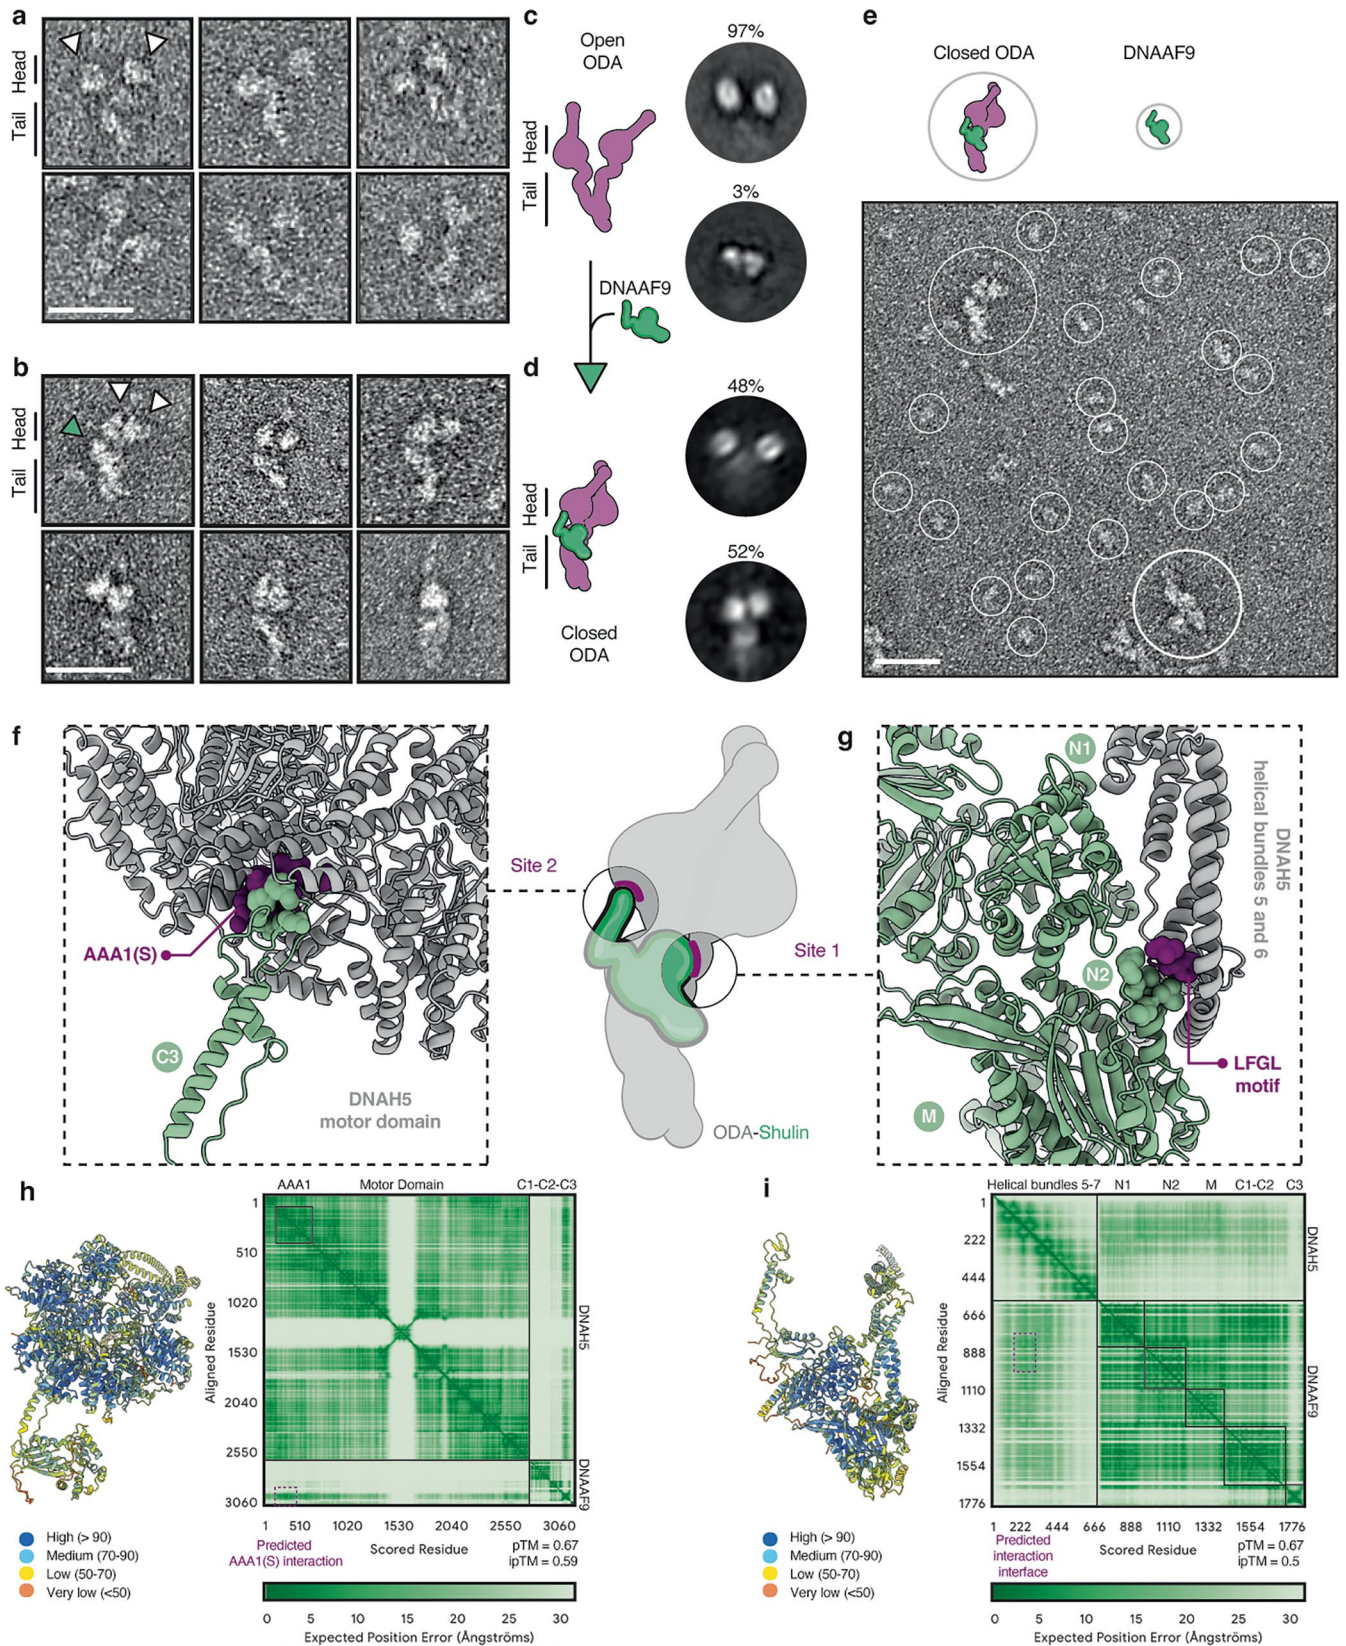 a
Head
Tail
b
Head
Tail
c
Open
ODA
97%
Head
Tail
3%
DNAAF9
d
48%
Head
Tail
52%
Closed
ODA
e
Closed ODA
DNAAF9
f
AAA1(S)
C3
DNAH5
motor domain
Site 2
Site 1
ODA-Shulin
g
N1
N2
M
DNAH5
helical bundles 5 and 6
LFGL
motif
h
AAA1 Motor Domain C1-C2-C3
1
510
1020
1530
2040
2550
3060
Aligned Residue
DNAH5
DNAAF9
1 510 1020 1530 2040 2550 3060
Predicted
AAA1(S) interaction
Scored Residue
pTM = 0.67
ipTM = 0.59
High (> 90)
Medium (70-90)
Low (50-70)
Very low (<50)
0 5 10 15 20 25 30
Expected Position Error (Ångströms)
i
Helical bundles 5-7 N1 N2 M C1-C2 C3
1
222
444
666
888
1110
1332
1554
1776
Aligned Residue
DNAH5
DNAAF9
1 222 444 666 888 1110 1332 1554 1776
Predicted
interaction
interface
Scored Residue
pTM = 0.67
ipTM = 0.5
High (> 90)
Medium (70-90)
Low (50-70)
Very low (<50)
0 5 10 15 20 25 30
Expected Position Error (Ångströms)